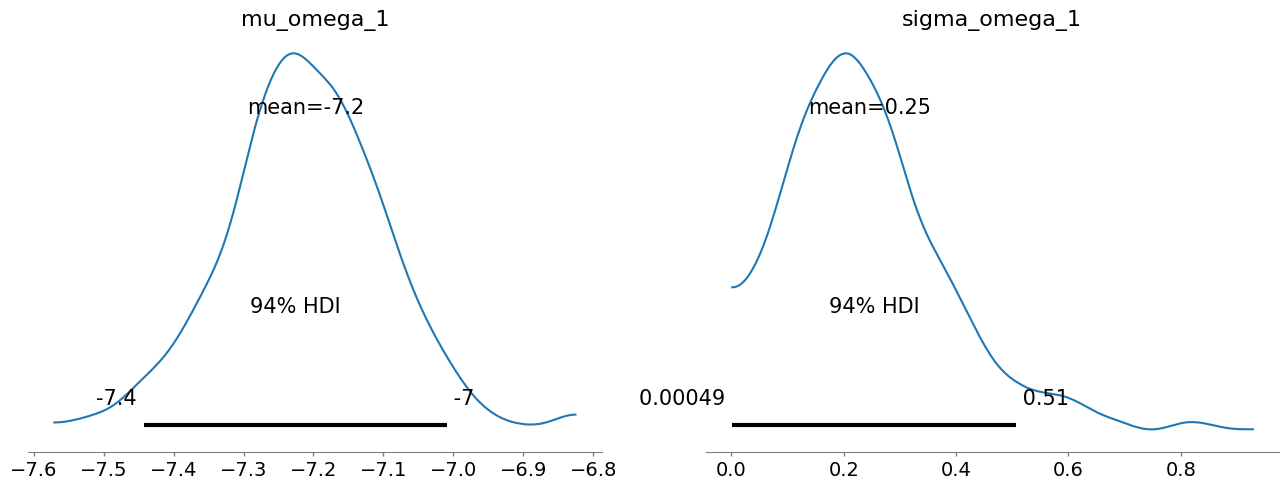 mu_omega_1
mean=-7.2
94% HDI
-7.4
-7
−7.6 −7.5 −7.4 −7.3 −7.2 −7.1 −7.0 −6.9 −6.8
sigma_omega_1
mean=0.25
94% HDI
0.00049
0.51
0.0 0.2 0.4 0.6 0.8